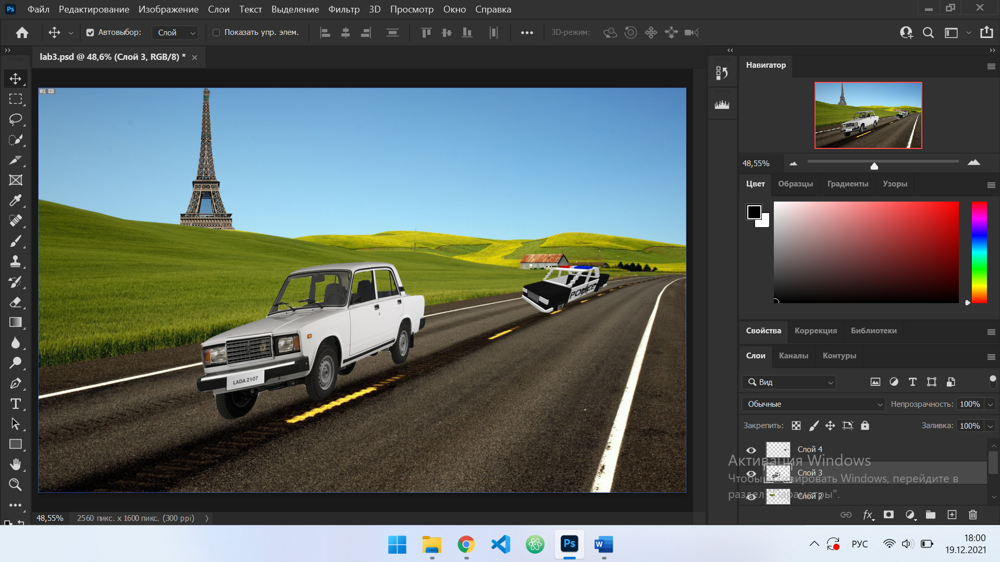 Файл Редактирование Изображение Слои Текст Выделение Фильтр 3D Просмотр Окно Справка
Автовыбор: Слой Показать упр. элем. 3D-режим:
lab3.psd @ 48,6% (Слой 3, RGB/8) *
Навигатор
01
48,55%
Цвет Образцы Градиенты Узоры
POLICE
LADA 2107
Свойства Коррекция Библиотеки
Слои Каналы Контуры
Вид
Обычные Непрозрачность: 100%
Закрепить: Заливка: 100%
Слой 4
Активация Windows
Слой 3
Чтобы активировать Windows, перейдите в
раздел "Параметры".
Слой 2
fx
48,55% 2560 пикс. x 1600 пикс. (300 ppi)
Ps
W
РУС
18:00
19.12.2021